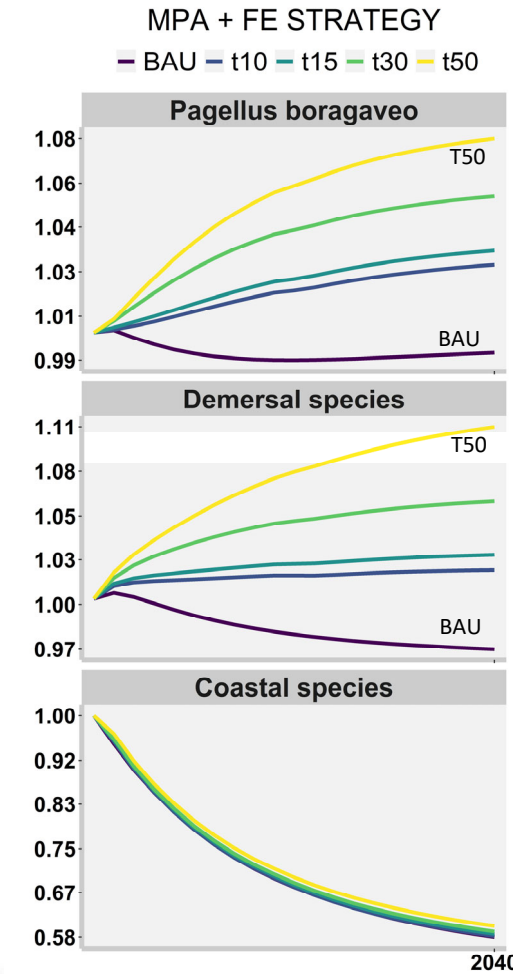 MPA + FE STRATEGY
BAU t10 t15 t30 t50
Pagellus boragaveo
1.08
T50
1.06
1.04
1.03
1.01
BAU
0.99
Demersal species
1.11
T50
1.08
1.05
1.03
1.00
BAU
0.97
Coastal species
1.00
0.92
0.83
0.75
0.67
0.58